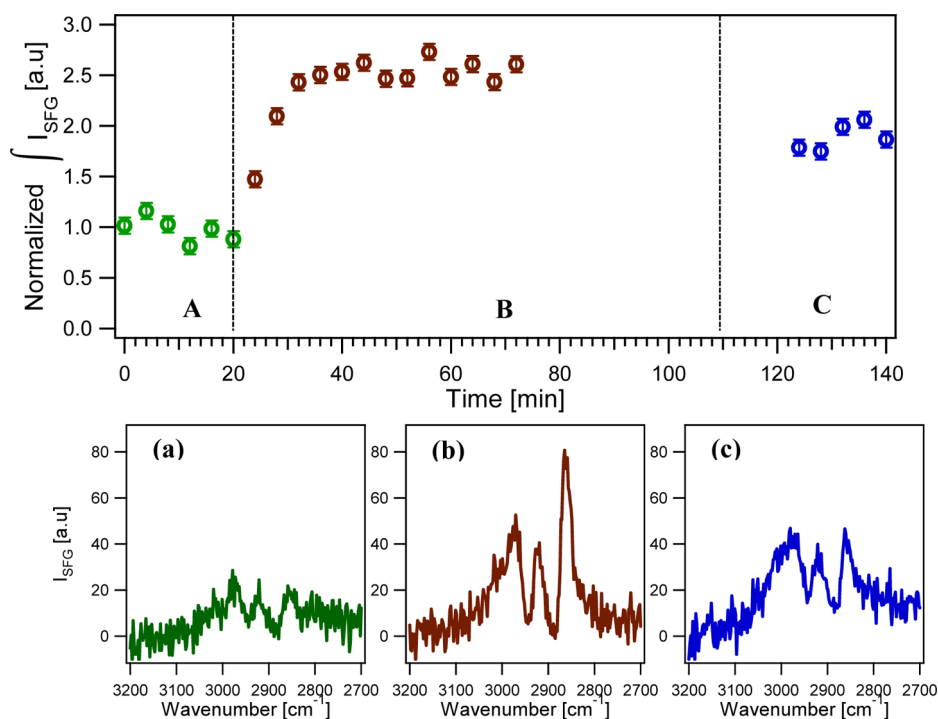 Normalized ∫ I_SFG [a.u]
3.0
2.5
2.0
1.5
1.0
0.5
0.0
A
B
C
0 20 40 60 80 100 120 140
Time [min]
I_SFG [a.u]
(a)
80
60
40
20
0
3200 3100 3000 2900 2800 2700
Wavenumber [cm⁻¹]
(b)
80
60
40
20
0
3200 3100 3000 2900 2800 2700
Wavenumber [cm⁻¹]
(c)
80
60
40
20
0
3200 3100 3000 2900 2800 2700
Wavenumber [cm⁻¹]